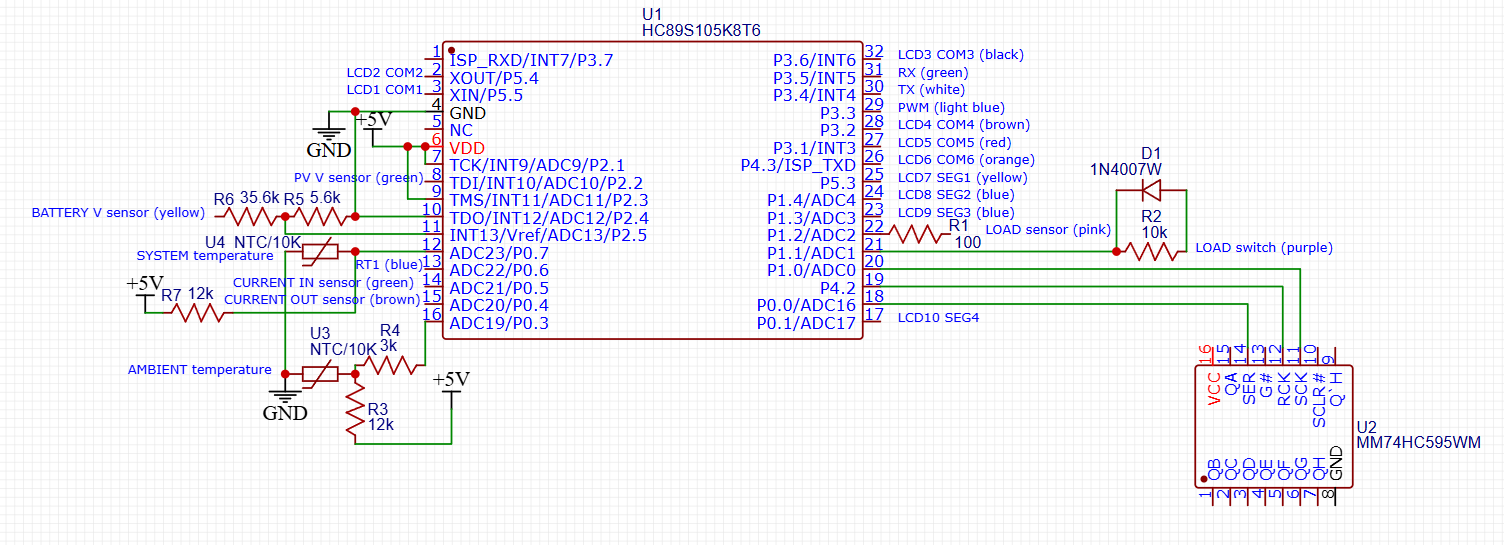 U1
HC89S105K8T6
1 ISP_RXD/INT7/P3.7
LCD2 COM2 2 XOUT/P5.4
LCD1 COM1 3 XIN/P5.5
4 GND
GND
+5V
5 NC
6 VDD
7 TCK/INT9/ADC9/P2.1
PV V sensor (green) 8 TDI/INT10/ADC10/P2.2
9 TMS/INT11/ADC11/P2.3
R6 35.6k R5 5.6k
BATTERY V sensor (yellow)
10 TDO/INT12/ADC12/P2.4
11 INT13/Vref/ADC13/P2.5
U4 NTC/10K
SYSTEM temperature
12 ADC23/P0.7
RT1 (blue) 13 ADC22/P0.6
CURRENT IN sensor (green) 14 ADC21/P0.5
CURRENT OUT sensor (brown) 15 ADC20/P0.4
16 ADC19/P0.3
+5V
R7 12k
U3
NTC/10K
R4
3k
AMBIENT temperature
GND
R3
12k
+5V
P3.6/INT6 32 LCD3 COM3 (black)
P3.5/INT5 31 RX (green)
P3.4/INT4 30 TX (white)
P3.3 29 PWM (light blue)
P3.2 28 LCD4 COM4 (brown)
P3.1/INT3 27 LCD5 COM5 (red)
P4.3/ISP_TXD 26 LCD6 COM6 (orange)
P5.3 25 LCD7 SEG1 (yellow)
P1.4/ADC4 24 LCD8 SEG2 (blue)
P1.3/ADC3 23 LCD9 SEG3 (blue)
P1.2/ADC2 22
R1
100
LOAD sensor (pink)
P1.1/ADC1 21
P1.0/ADC0 20
P4.2 19
P0.0/ADC16 18
P0.1/ADC17 17 LCD10 SEG4
D1
1N4007W
R2
10k
LOAD switch (purple)
16 15 14 13 12 11 10 9
VCC QA SER G# RCK SCK SCLR# Q`H
U2
MM74HC595WM
QB QC QD QE QF QG QH GND
1 2 3 4 5 6 7 8